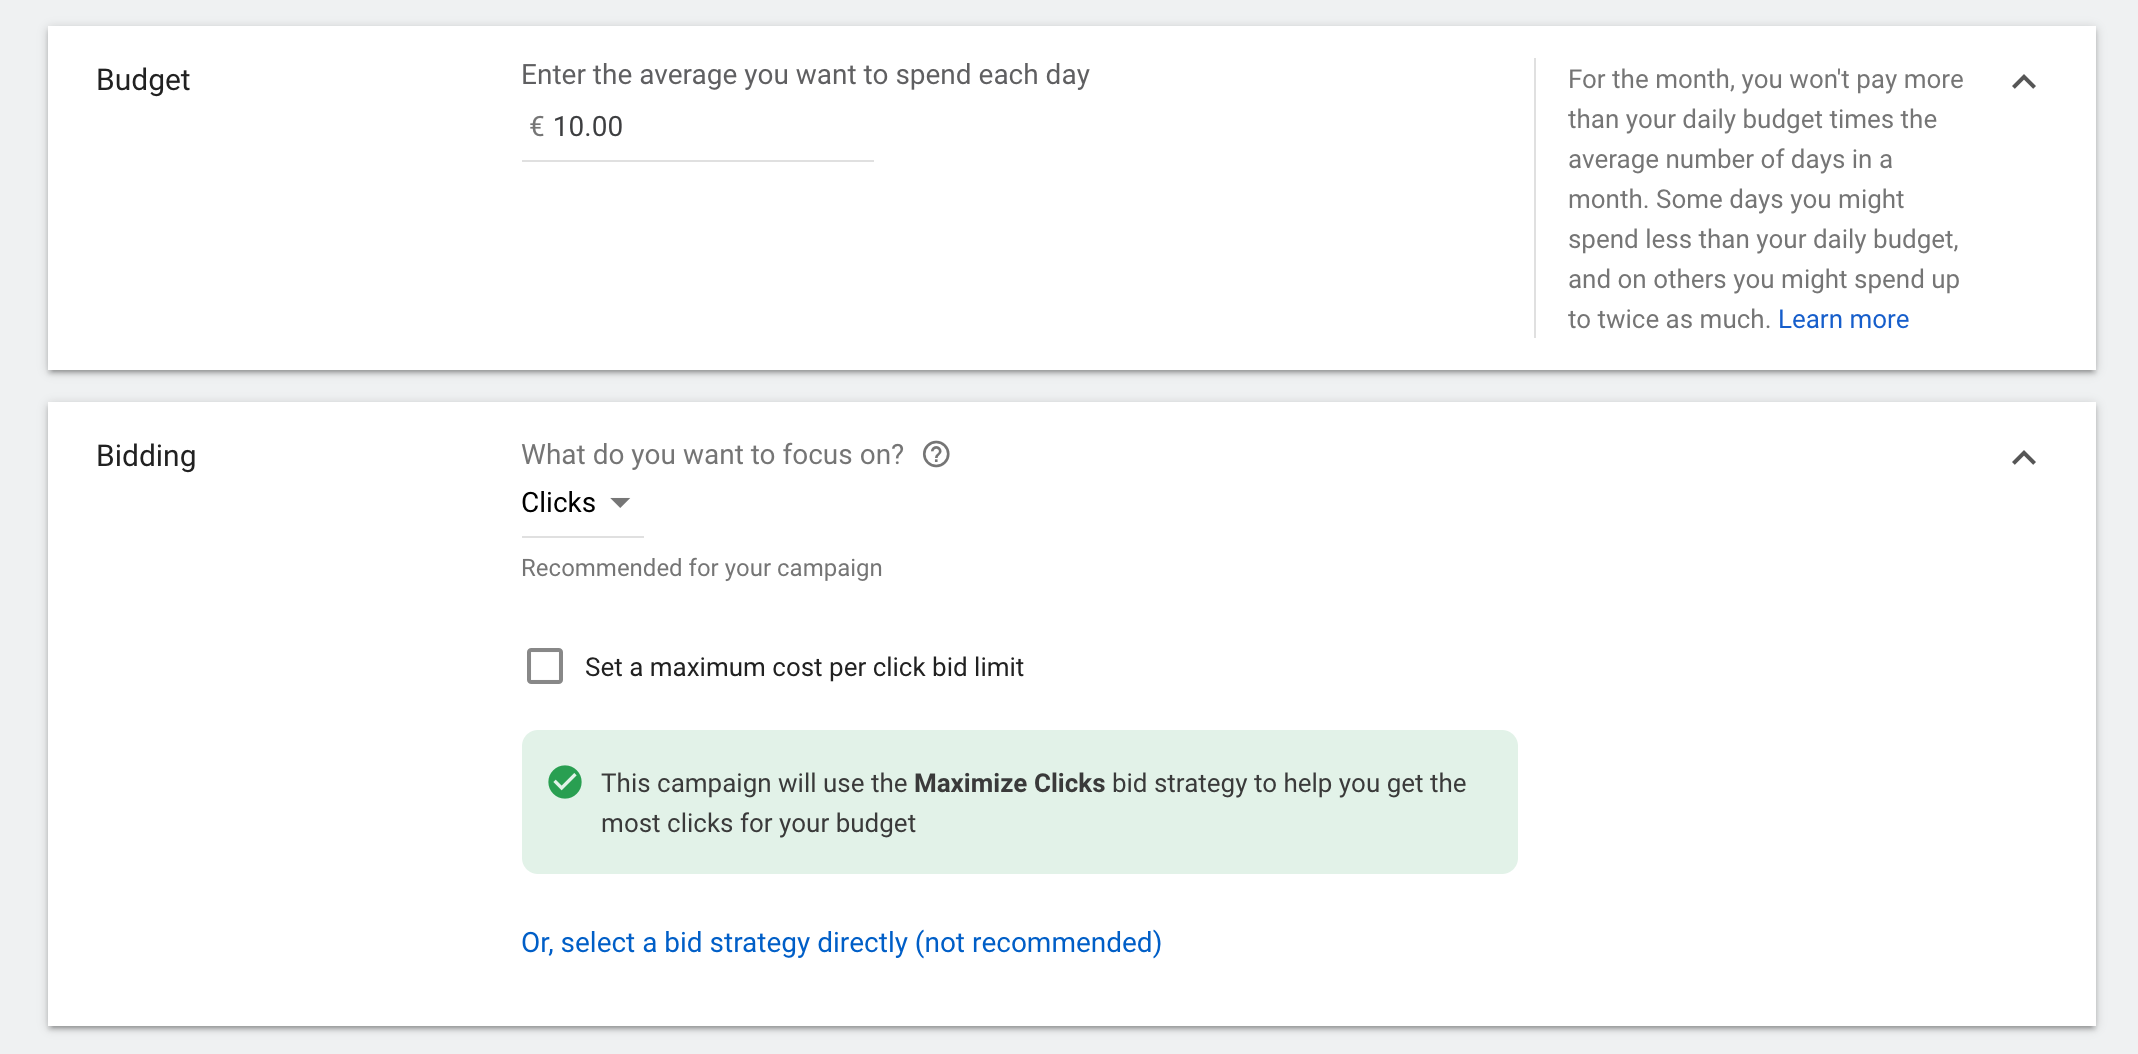 Budget
Enter the average you want to spend each day
€ 10.00
For the month, you won't pay more
than your daily budget times the
average number of days in a
month. Some days you might
spend less than your daily budget,
and on others you might spend up
to twice as much. Learn more
Bidding
What do you want to focus on?
Clicks
Recommended for your campaign
Set a maximum cost per click bid limit
This campaign will use the Maximize Clicks bid strategy to help you get the
most clicks for your budget
Or, select a bid strategy directly (not recommended)